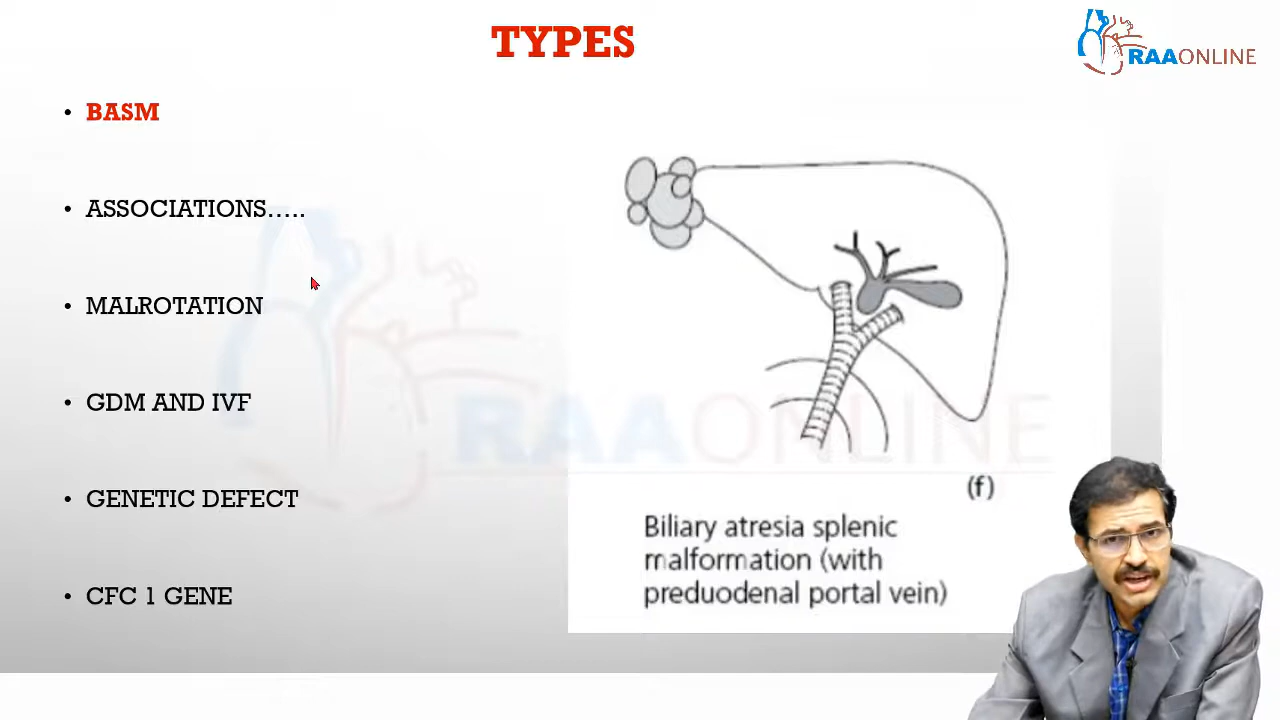 TYPES
RAAONLINE
• BASM
• ASSOCIATIONS.....
• MALROTATION
• GDM AND IVF
• GENETIC DEFECT
• CFC 1 GENE
RAAONLINE
(f)
Biliary atresia splenic
malformation (with
preduodenal portal vein)